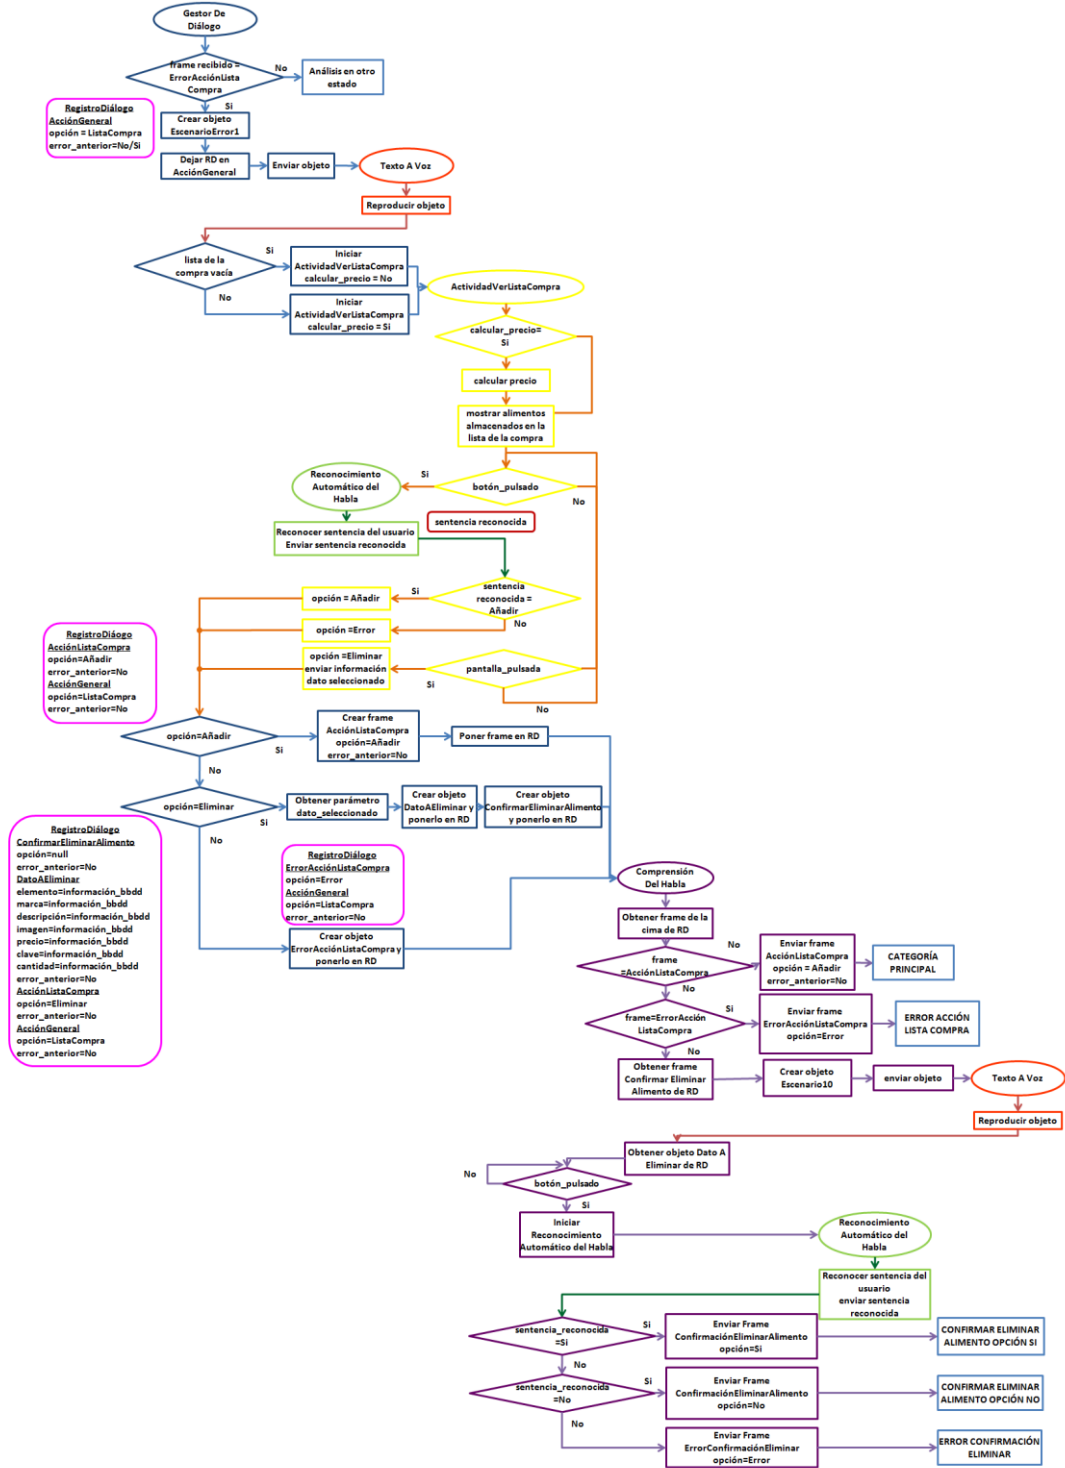 Gestor De
Diálogo
frame recibido =
ErrorAcciónLista
Compra
No
Análisis en otro
estado
Si
RegistroDiálogo
AcciónGeneral
opción = ListaCompra
error_anterior=No/Si
Crear objeto
EscenarioError1
Dejar RD en
AcciónGeneral
Enviar objeto
Texto A Voz
Reproducir objeto
lista de la
compra vacía
Si
Iniciar
ActividadVerListaCompra
calcular_precio = No
No
Iniciar
ActividadVerListaCompra
calcular_precio = Si
ActividadVerListaCompra
calcular_precio=
Si
calcular precio
mostrar alimentos
almacenados en la
lista de la compra
Reconocimiento
Automático del
Habla
Si
botón_pulsado
No
sentencia reconocida
Reconocer sentencia del usuario
Enviar sentencia reconocida
sentencia
reconocida =
Añadir
Si
opción = Añadir
No
opción =Error
opción =Eliminar
enviar información
dato seleccionado
Si
pantalla_pulsada
No
RegistroDiáogo
AcciónListaCompra
opción=Añadir
error_anterior=No
AcciónGeneral
opción=ListaCompra
error_anterior=No
opción=Añadir
Si
Crear frame
AcciónListaCompra
opción=Añadir
error_anterior=No
Poner frame en RD
No
opción=Eliminar
Si
Obtener parámetro
dato_seleccionado
Crear objeto
DatoAEliminar y
ponerlo en RD
Crear objeto
ConfirmarEliminarAlimento
y ponerlo en RD
No
RegistroDiálogo
ConfirmarEliminarAlimento
opción=null
error_anterior=No
DatoAEliminar
elemento=información_bbdd
marca=información_bbdd
descripción=información_bbdd
imagen=información_bbdd
precio=información_bbdd
clave=información_bbdd
cantidad=información_bbdd
error_anterior=No
AcciónListaCompra
opción=Eliminar
error_anterior=No
AcciónGeneral
opción=ListaCompra
error_anterior=No
RegistroDiálogo
ErrorAcciónListaCompra
opción=Error
AcciónGeneral
opción=ListaCompra
error_anterior=No
Crear objeto
ErrorAcciónListaCompra y
ponerlo en RD
Comprensión
Del Habla
Obtener frame de la
cima de RD
frame
=AcciónListaCompra
No
Enviar frame
AcciónListaCompra
opción = Añadir
error_anterior=No
CATEGORÍA
PRINCIPAL
No
frame=ErrorAcción
ListaCompra
Si
Enviar frame
ErrorAcciónListaCompra
opción=Error
ERROR ACCIÓN
LISTA COMPRA
No
Obtener frame
Confirmar Eliminar
Alimento de RD
Crear objeto
Escenario10
enviar objeto
Texto A Voz
Reproducir objeto
Obtener objeto Dato A
Eliminar de RD
No
botón_pulsado
Si
Iniciar
Reconocimiento
Automático del Habla
Reconocimiento
Automático del
Habla
Reconocer sentencia del
usuario
enviar sentencia
reconocida
sentencia_reconocida
=Si
Si
Enviar Frame
ConfirmaciónEliminarAlimento
opción=Si
CONFIRMAR ELIMINAR
ALIMENTO OPCIÓN SI
No
sentencia_reconocida
=No
Si
Enviar Frame
ConfirmaciónEliminarAlimento
opción=No
CONFIRMAR ELIMINAR
ALIMENTO OPCIÓN NO
No
Enviar Frame
ErrorConfirmaciónEliminar
opción=Error
ERROR CONFIRMACIÓN
ELIMINAR